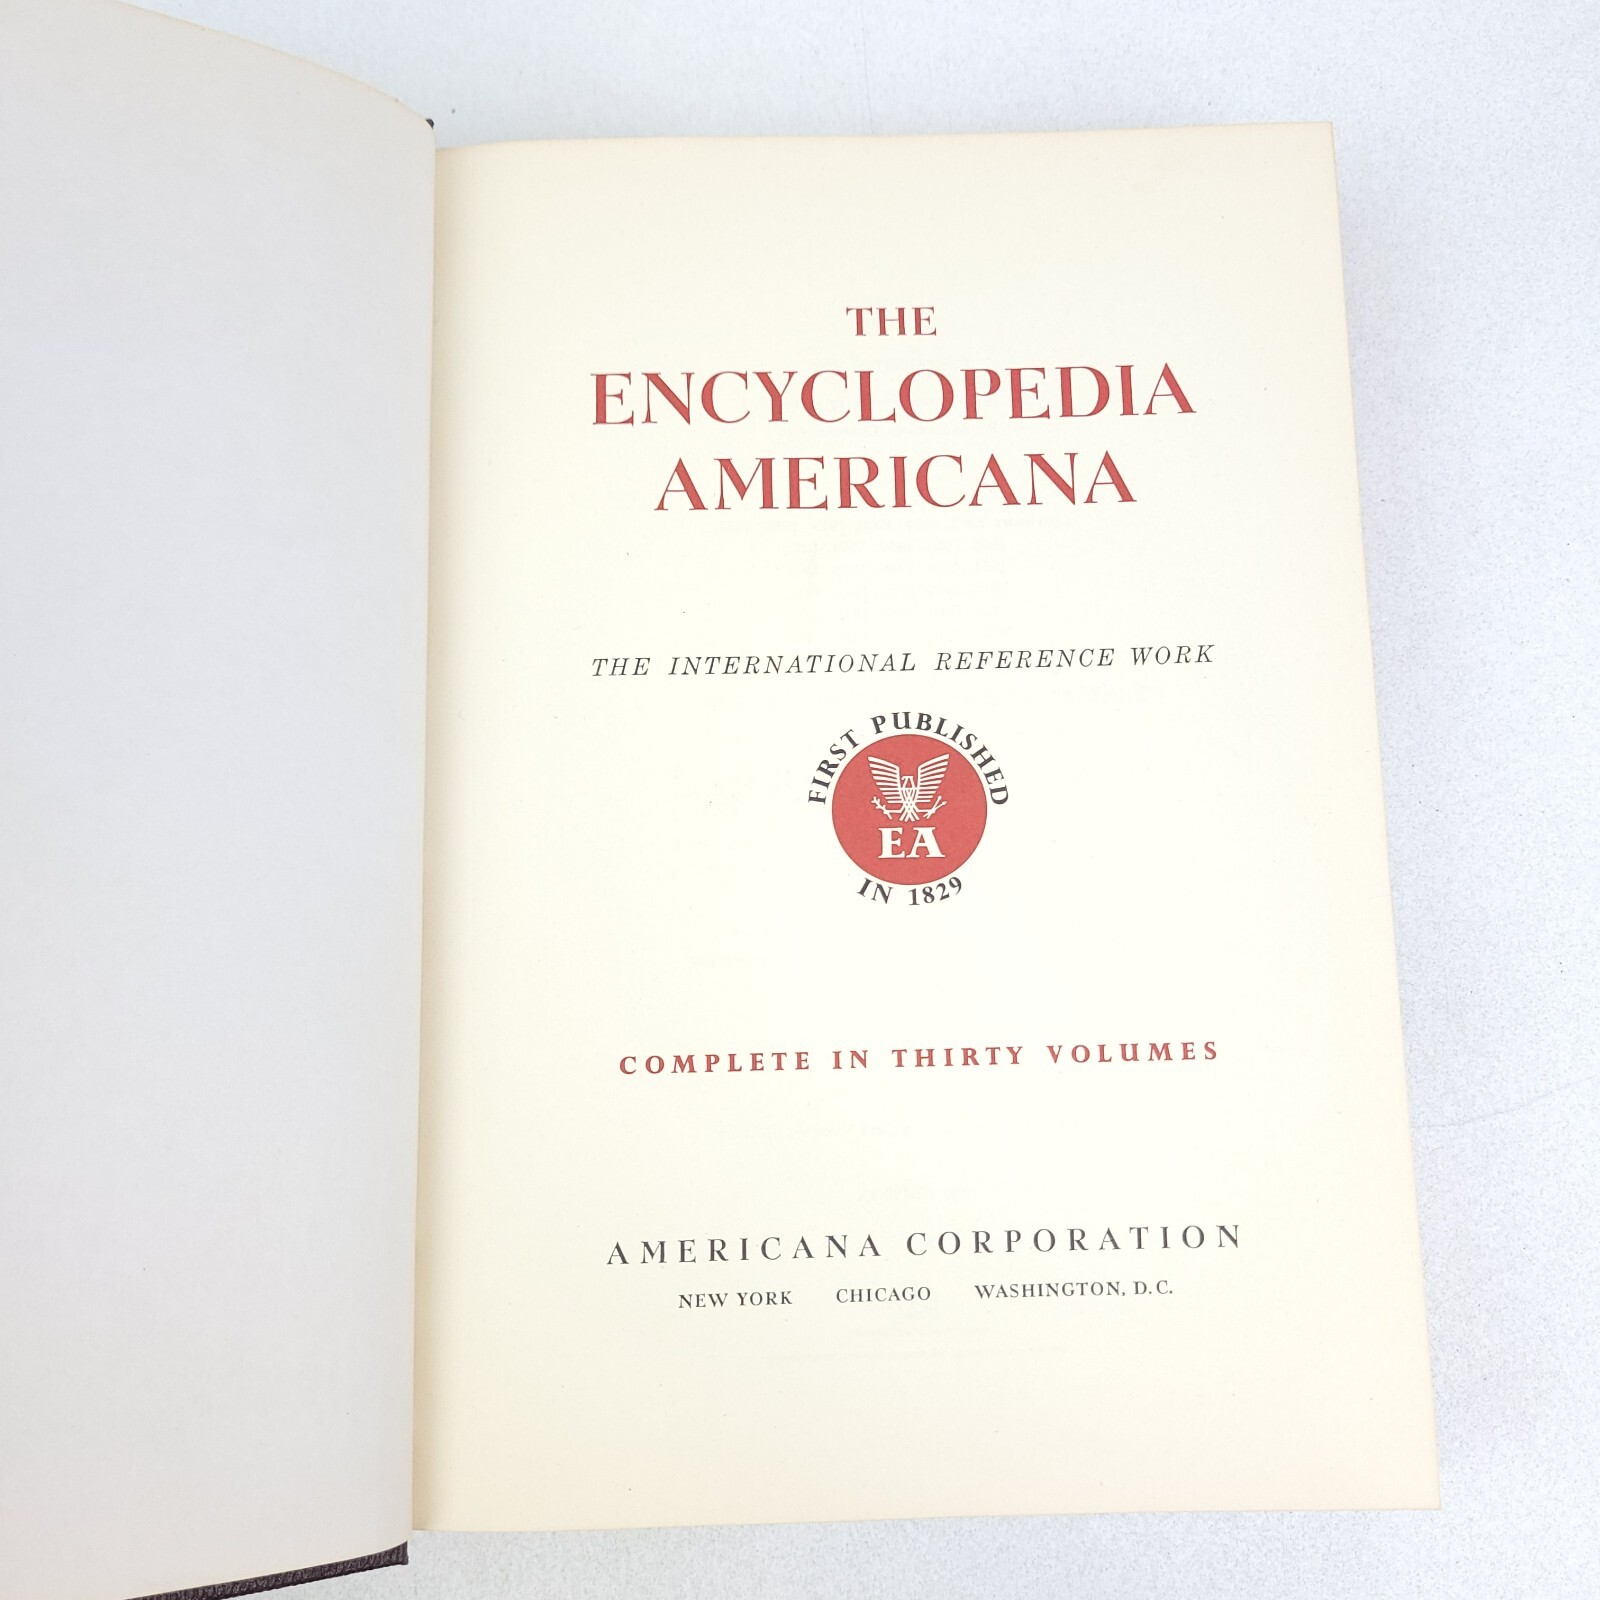 THE
ENCYCLOPEDIA
AMERICANA
THE INTERNATIONAL REFERENCE WORK
FIRST PUBLISHED
EA
IN 1829
COMPLETE IN THIRTY VOLUMES
AMERICANA CORPORATION
NEW YORK CHICAGO WASHINGTON, D.C.